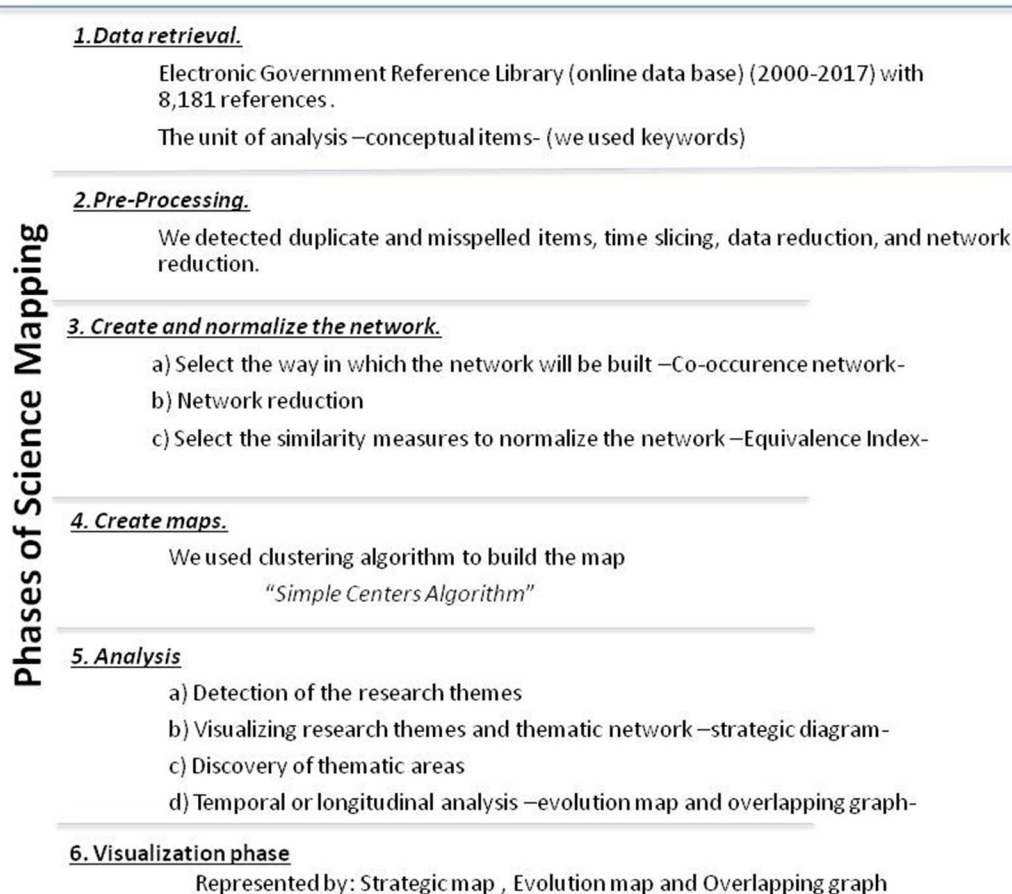 Phases of Science Mapping
1.Data retrieval.
Electronic Government Reference Library (online data base) (2000-2017) with
8,181 references.
The unit of analysis –conceptual items- (we used keywords)
2.Pre-Processing.
We detected duplicate and misspelled items, time slicing, data reduction, and network
reduction.
3. Create and normalize the network.
a) Select the way in which the network will be built –Co-occurence network-
b) Network reduction
c) Select the similarity measures to normalize the network –Equivalence Index-
4. Create maps.
We used clustering algorithm to build the map
“Simple Centers Algorithm”
5. Analysis
a) Detection of the research themes
b) Visualizing research themes and thematic network –strategic diagram-
c) Discovery of thematic areas
d) Temporal or longitudinal analysis –evolution map and overlapping graph-
6. Visualization phase
Represented by: Strategic map , Evolution map and Overlapping graph